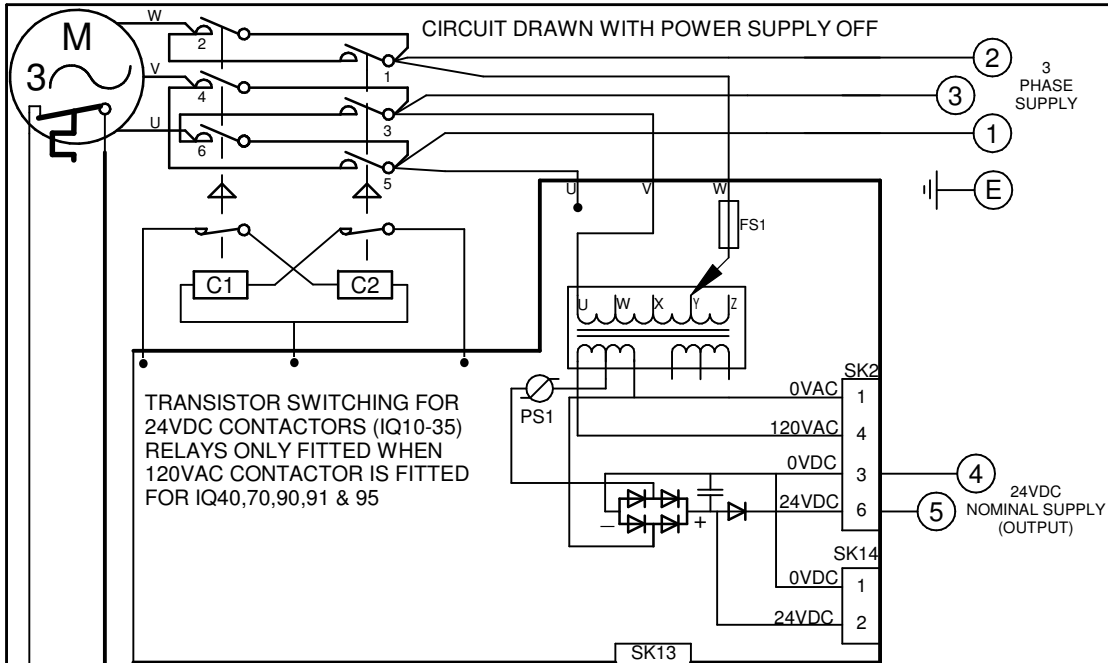 CIRCUIT DRAWN WITH POWER SUPPLY OFF
M
3
W
V
U
2
4
6
1
3
5
2
3
1
3
PHASE
SUPPLY
E
U
V
W
FS1
C1
C2
U W X Y Z
TRANSISTOR SWITCHING FOR
24VDC CONTACTORS (IQ10-35)
RELAYS ONLY FITTED WHEN
120VAC CONTACTOR IS FITTED
FOR IQ40,70,90,91 & 95
PS1
SK2
0VAC 1
120VAC 4
0VDC 3
24VDC 6
4
5
24VDC
NOMINAL SUPPLY
(OUTPUT)
– +
SK14
0VDC 1
24VDC 2
SK13